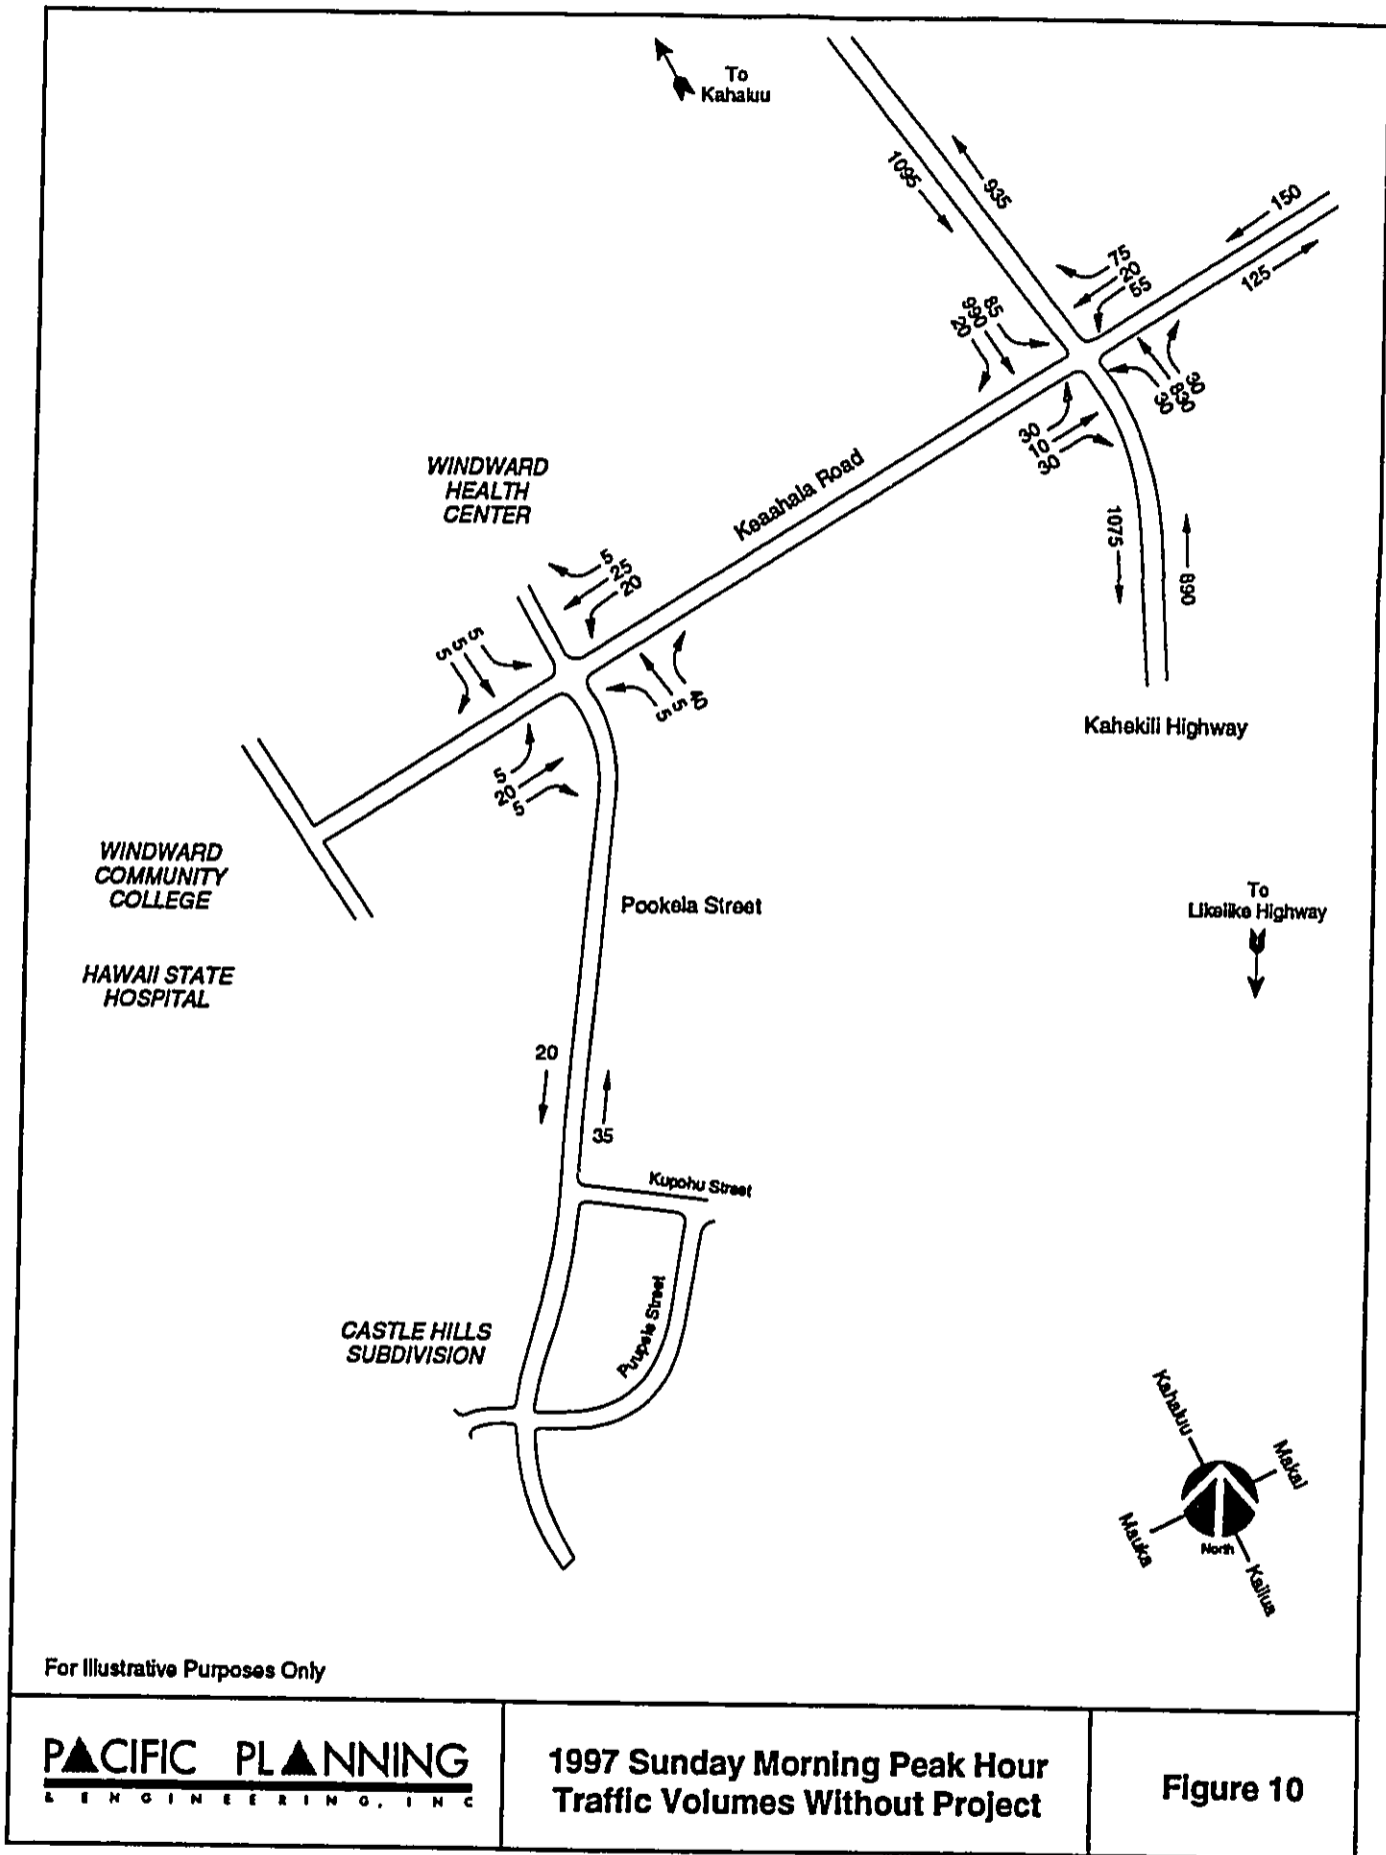 To
Kahaluu
1095
935
150
125
75
20
55
85
990
20
30
830
30
30
10
30
WINDWARD
HEALTH
CENTER
Keaahala Road
1075
890
5
25
20
5
5
5
40
5
5
5
20
5
Kahekili Highway
WINDWARD
COMMUNITY
COLLEGE
Pookela Street
To
Likelike Highway
HAWAII STATE
HOSPITAL
20
35
Kupohu Street
Puupele Street
CASTLE HILLS
SUBDIVISION
Kahaluu
Makai
Mauka
North
Kailua
For Illustrative Purposes Only
PACIFIC PLANNING
& ENGINEERING, INC
1997 Sunday Morning Peak Hour
Traffic Volumes Without Project
Figure 10